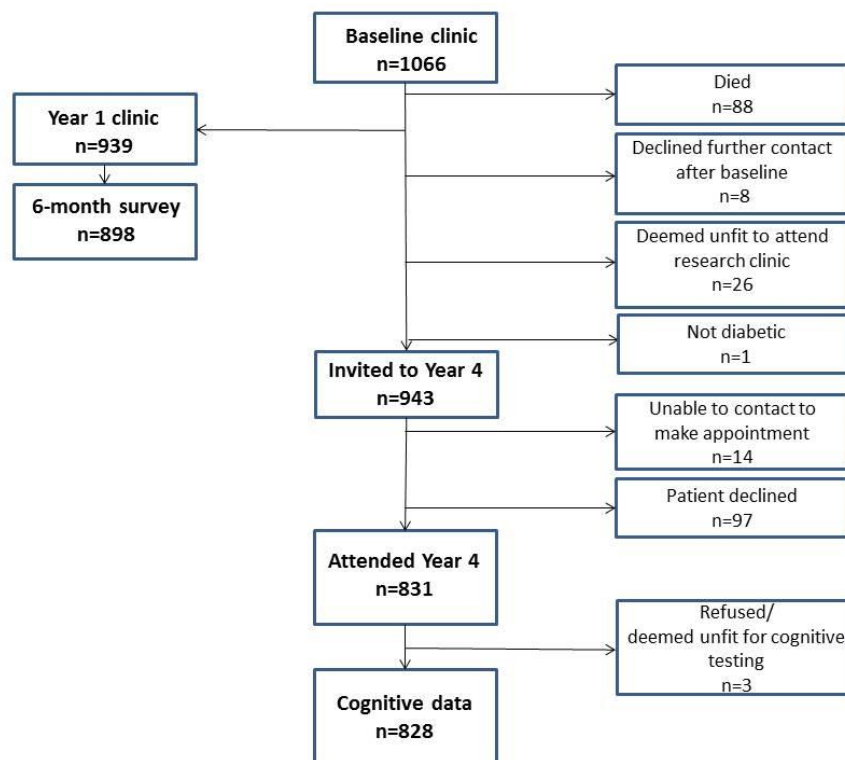 Baseline clinic
n=1066
Died
n=88
Year 1 clinic
n=939
Declined further contact
after baseline
n=8
6-month survey
n=898
Deemed unfit to attend
research clinic
n=26
Not diabetic
n=1
Invited to Year 4
n=943
Unable to contact to
make appointment
n=14
Patient declined
n=97
Attended Year 4
n=831
Refused/
deemed unfit for cognitive
testing
n=3
Cognitive data
n=828